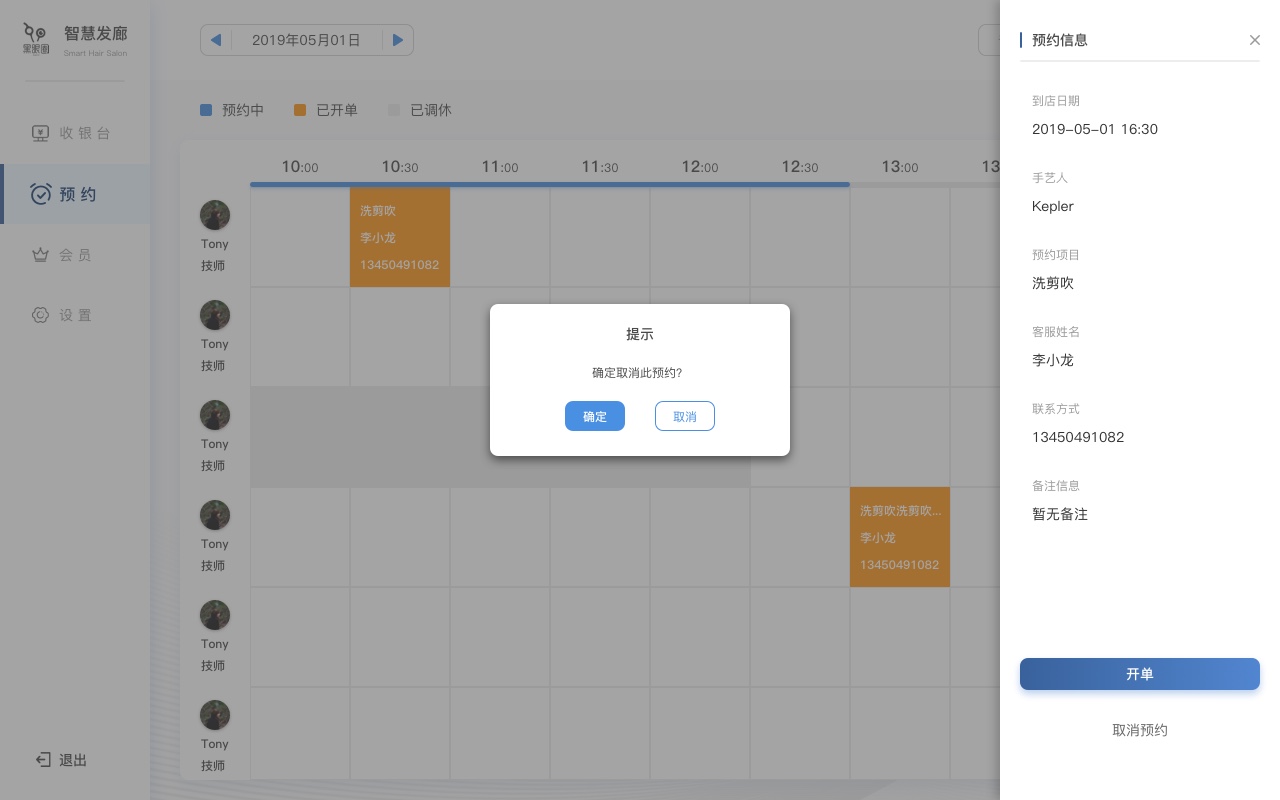 智慧发廊
Smart Hair Salon
收银台
预约
会员
设置
退出
2019年05月01日
预约中
已开单
已调休
10:00
10:30
11:00
11:30
12:00
12:30
13:00
13
Tony
技师
洗剪吹
李小龙
13450491082
Tony
技师
Tony
技师
Tony
技师
洗剪吹洗剪吹...
李小龙
13450491082
Tony
技师
Tony
技师
提示
确定取消此预约?
确定
取消
预约信息
到店日期
2019-05-01 16:30
手艺人
Kepler
预约项目
洗剪吹
客服姓名
李小龙
联系方式
13450491082
备注信息
暂无备注
开单
取消预约